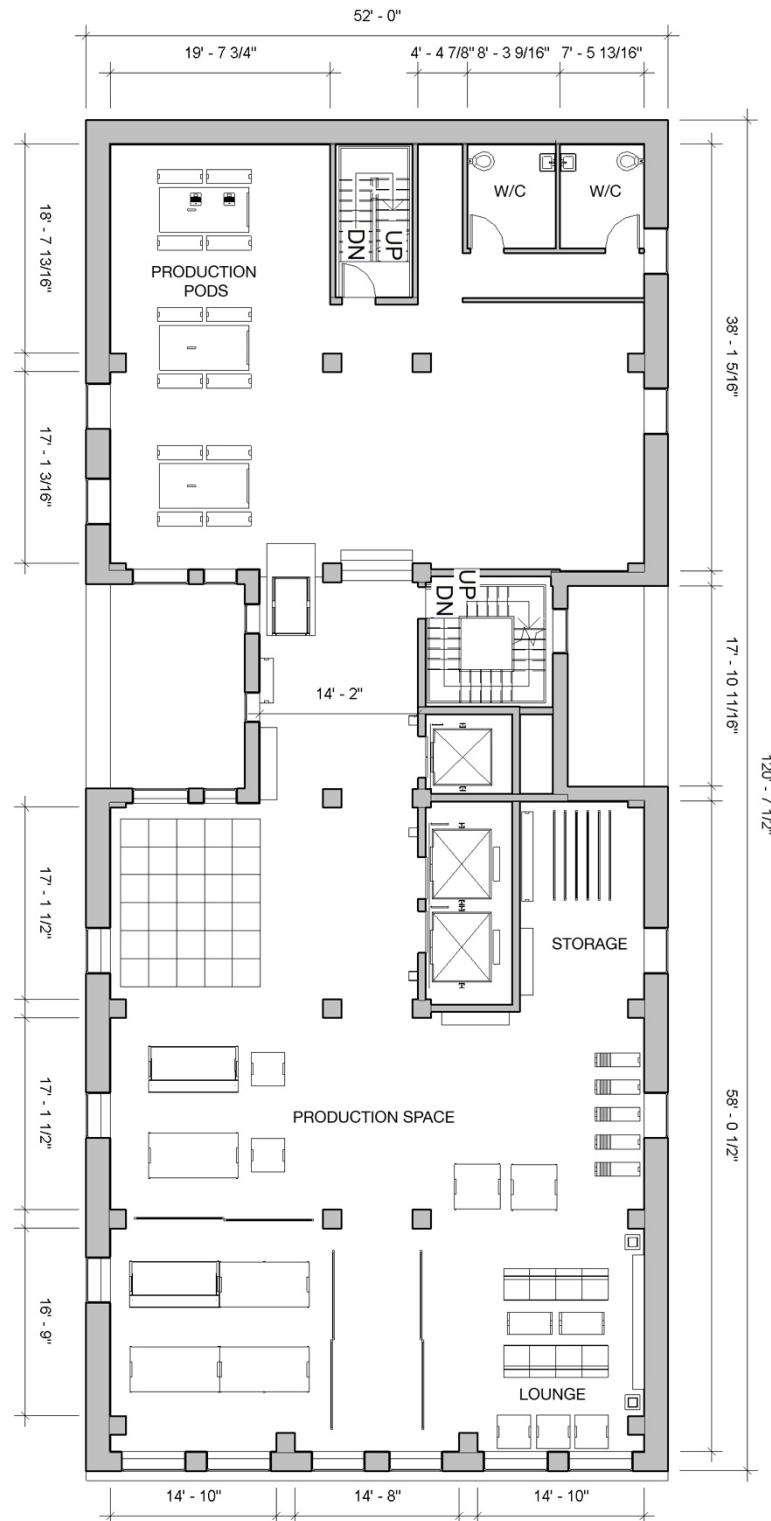 52' - 0"
19' - 7 3/4"
4' - 4 7/8"
8' - 3 9/16"
7' - 5 13/16"
W/C
W/C
DN
UP
18' - 7 13/16"
PRODUCTION
PODS
38' - 1 5/16"
17' - 1 3/16"
UP
DN
17' - 10 11/16"
14' - 2"
120' - 7 1/2"
17' - 1 1/2"
STORAGE
17' - 1 1/2"
PRODUCTION SPACE
58' - 0 1/2"
16' - 9"
LOUNGE
14' - 10"
14' - 8"
14' - 10"